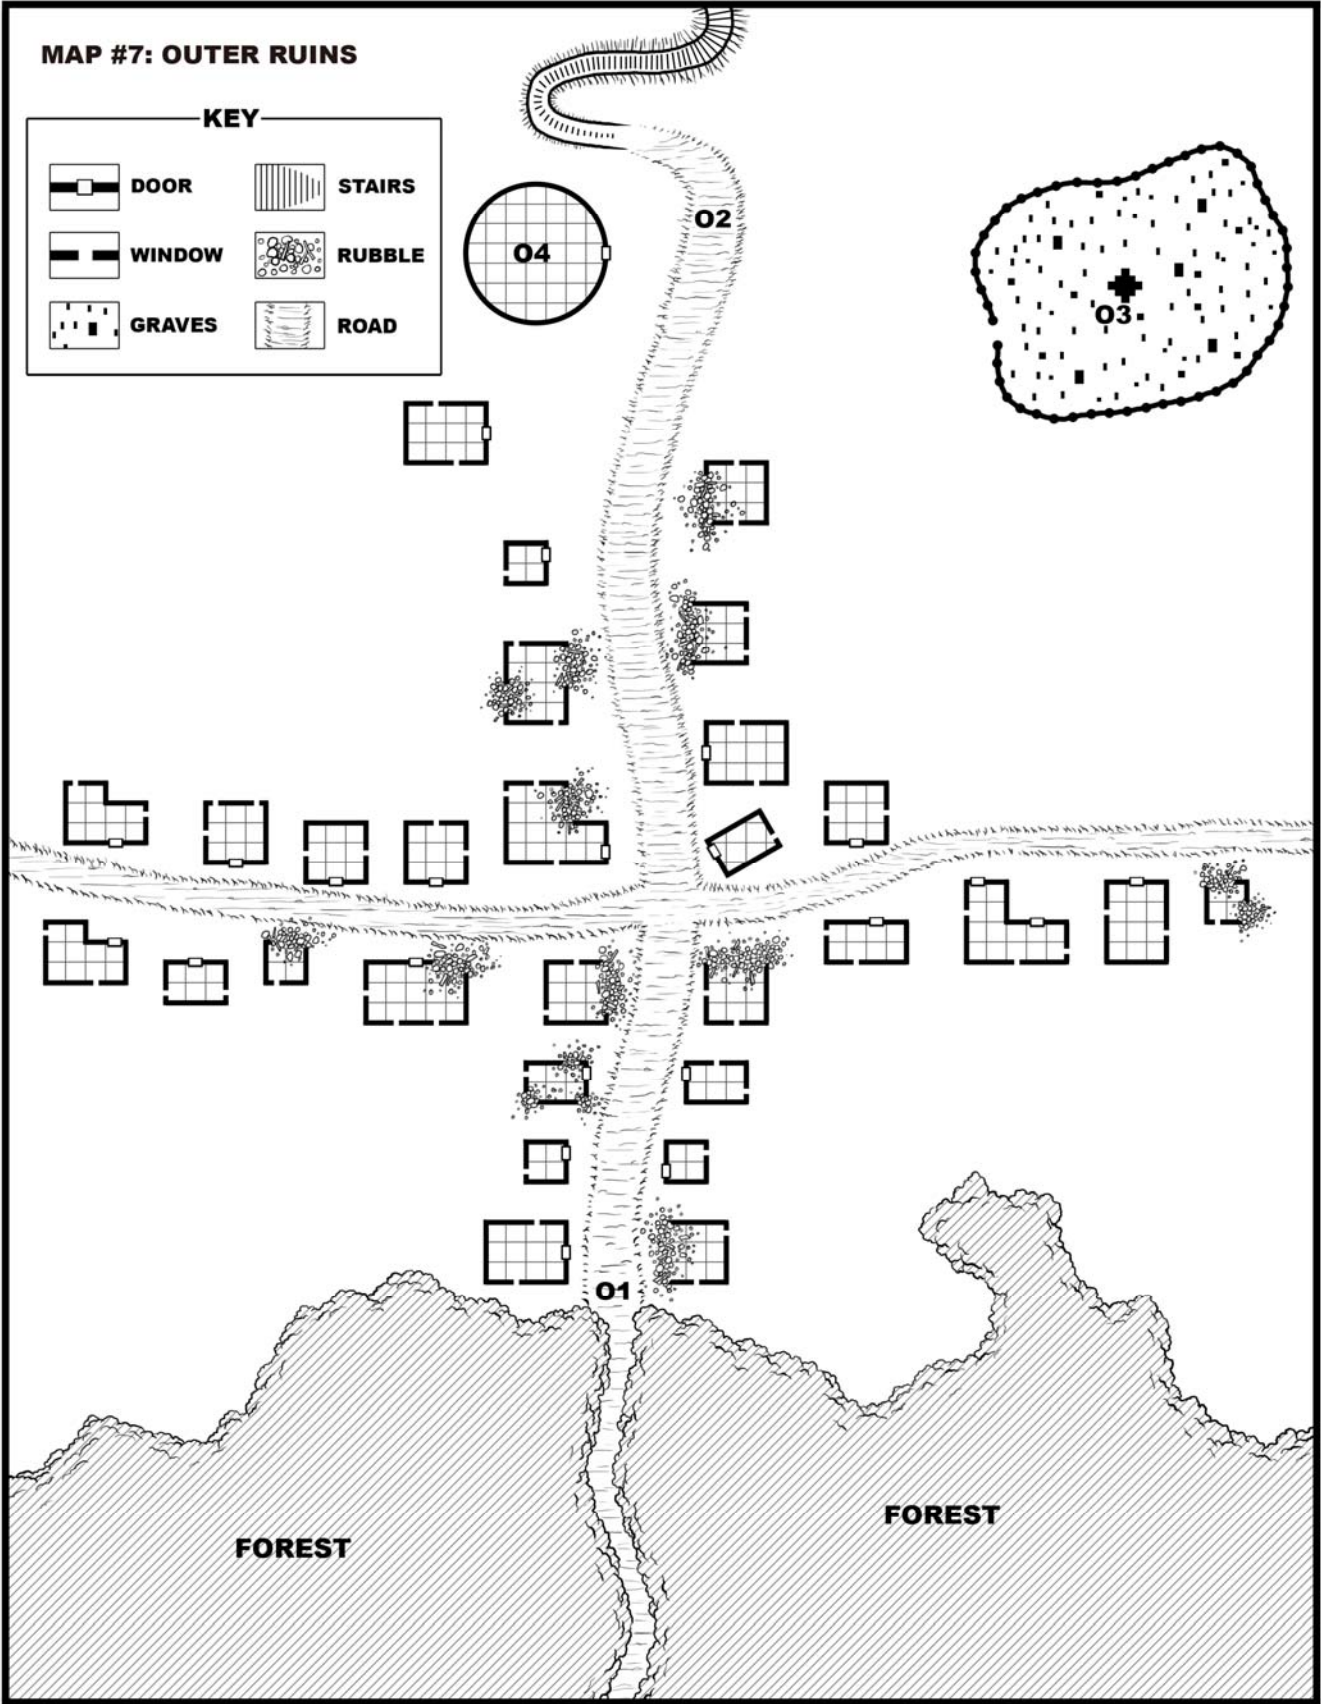 MAP #7: OUTER RUINS
KEY
DOOR
STAIRS
WINDOW
RUBBLE
GRAVES
ROAD
O2
O4
O3
O1
FOREST
FOREST